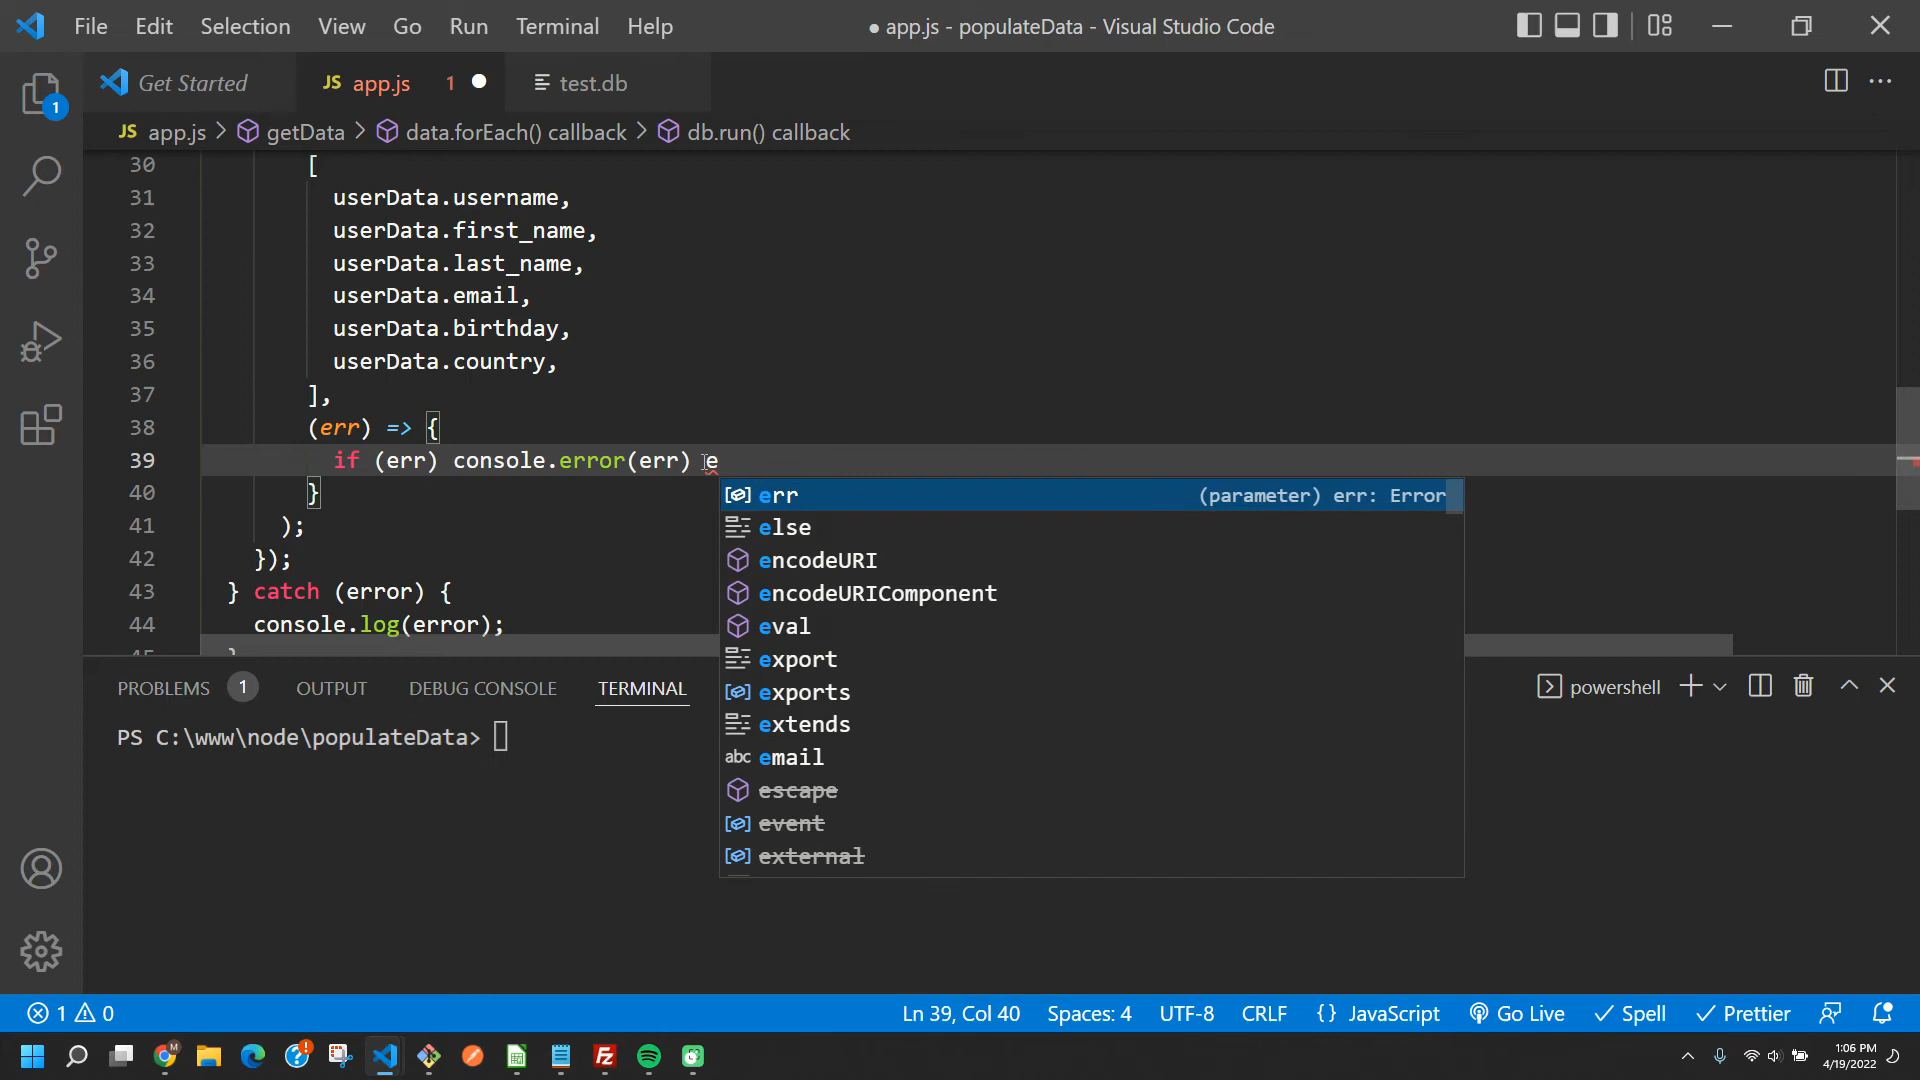 File Edit Selection View Go Run Terminal Help
● app.js - populateData - Visual Studio Code
1
Get Started
JS app.js 1
test.db
JS app.js > getData > data.forEach() callback > db.run() callback
30 [
31 userData.username,
32 userData.first_name,
33 userData.last_name,
34 userData.email,
35 userData.birthday,
36 userData.country,
37 ],
38 (err) => {
39 if (err) console.error(err) e
40 }
41 );
42 });
43 } catch (error) {
44 console.log(error);
err (parameter) err: Error
else
encodeURI
encodeURIComponent
eval
export
exports
extends
abc email
escape
event
external
PROBLEMS 1 OUTPUT DEBUG CONSOLE TERMINAL
powershell
PS C:\www\node\populateData>
1 0
Ln 39, Col 40 Spaces: 4 UTF-8 CRLF {} JavaScript Go Live Spell Prettier
M
Fz
1:06 PM
4/19/2022